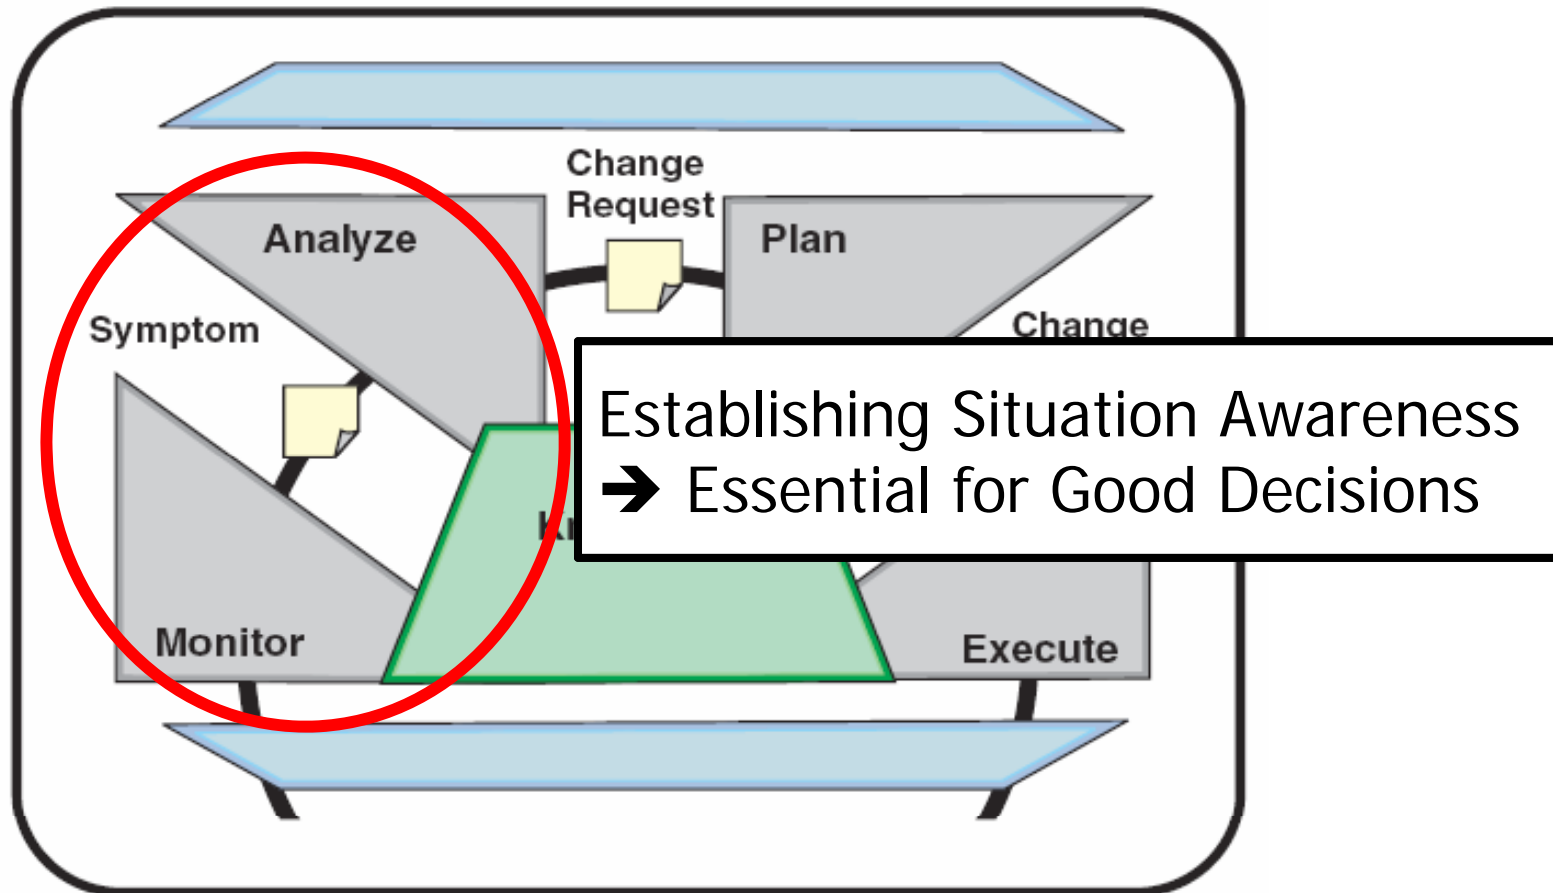 Change
Request
Analyze
Plan
Symptom
Change
Establishing Situation Awareness
➔ Essential for Good Decisions
Monitor
Execute